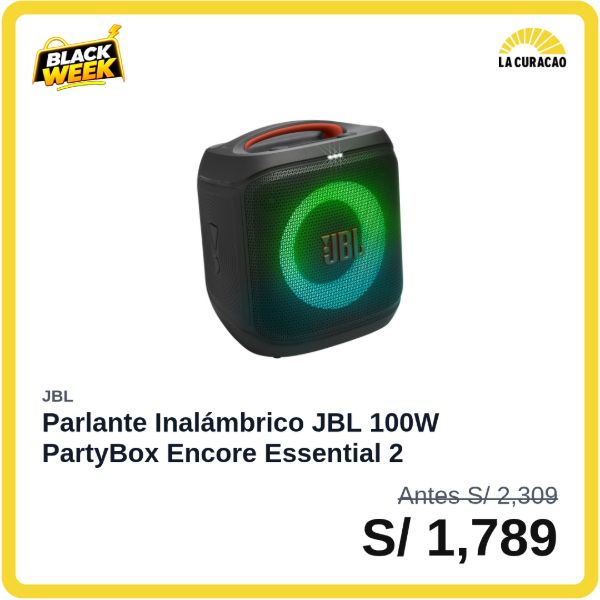 BLACK
WEEK
LA CURACAO
JBL
JBL
Parlante Inalámbrico JBL 100W
PartyBox Encore Essential 2
Antes S/ 2,309
S/ 1,789